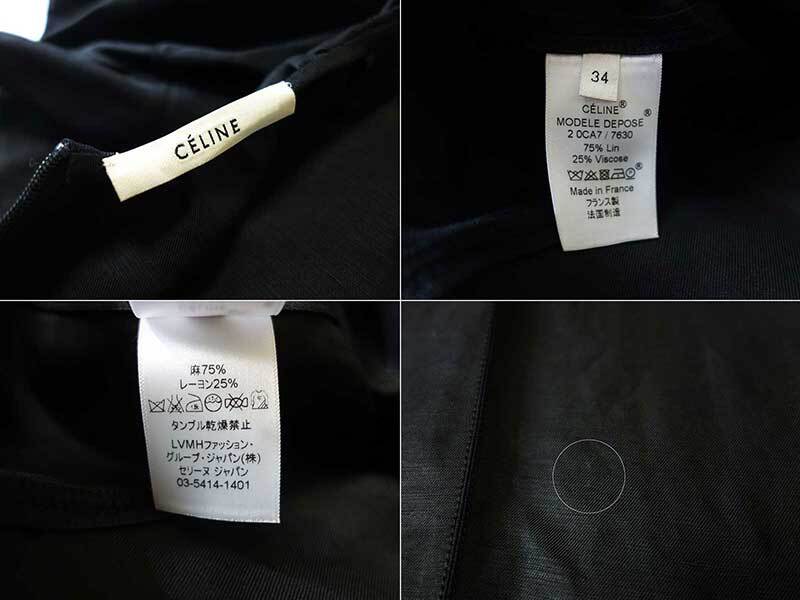 CÉLINE
34
CÉLINE®
MODELE DEPOSE®
2 0CA7 / 7630
75% Lin
25% Viscose
Made in France
フランス製
法国制造
麻75%
レーヨン25%
タンブル乾燥禁止
LVMHファッション・
グループ・ジャパン(株)
セリーヌ ジャパン
03-5414-1401